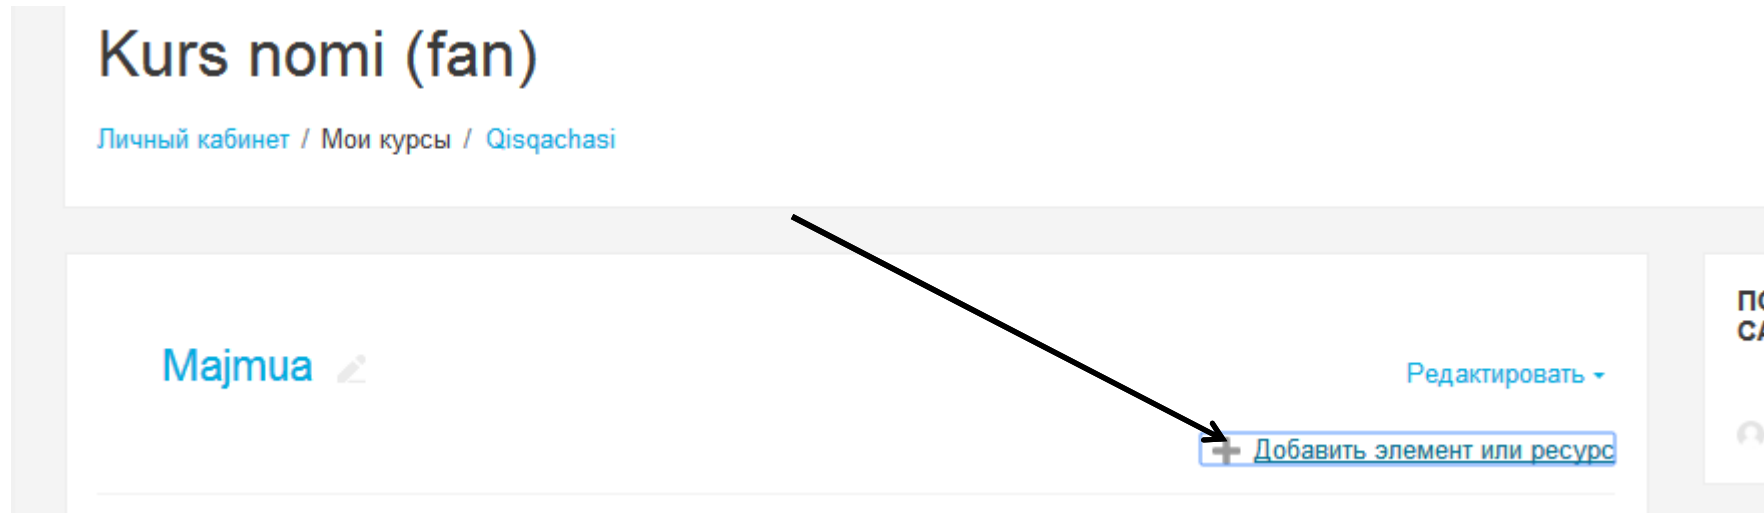 Kurs nomi (fan)
Личный кабинет / Мои курсы / Qisqachasi
Majmua
Редактировать
Добавить элемент или ресурс